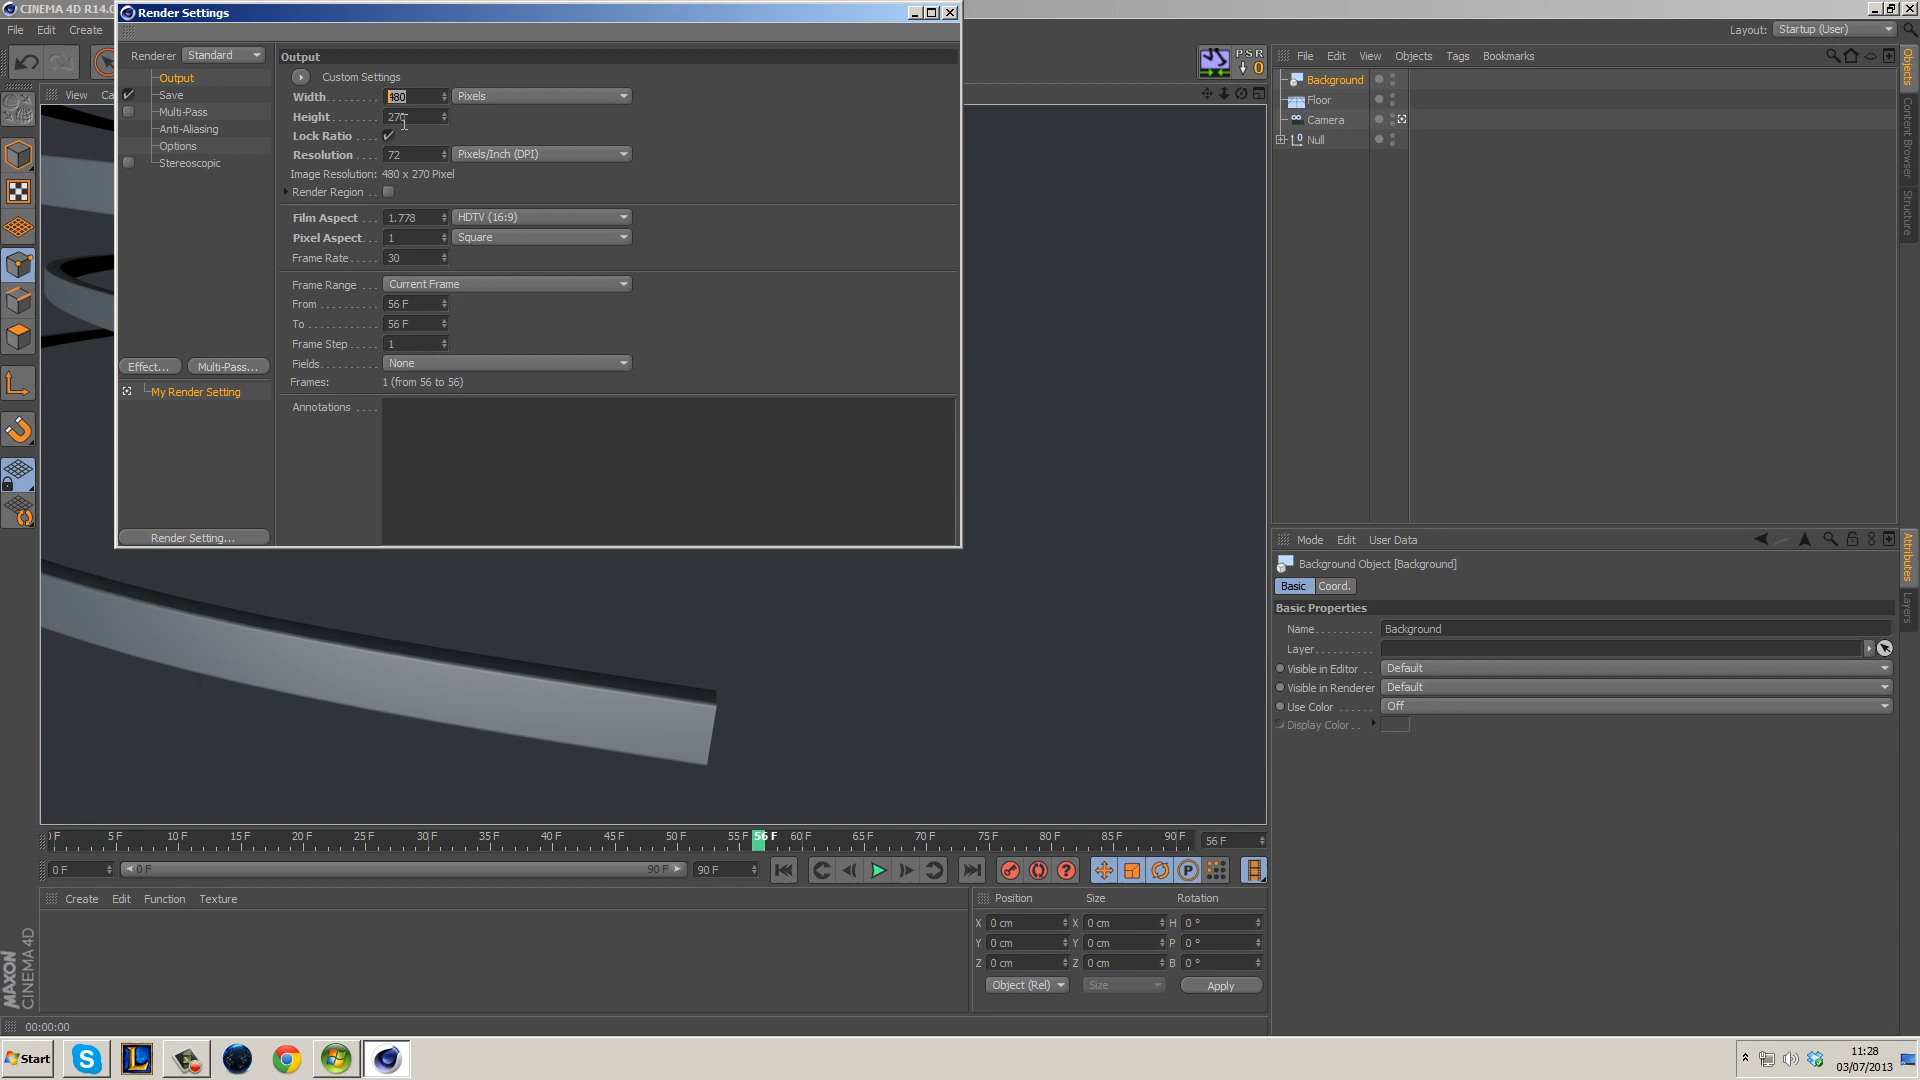 CINEMA 4D R14.0
Render Settings
File Edit Create
Layout: Startup (User)
Renderer Standard
Output
Save
Multi-Pass
Anti-Aliasing
Options
Stereoscopic
Effect... Multi-Pass...
My Render Setting
Render Setting...
Output
Custom Settings
Width 480 Pixels
Height 270
Lock Ratio
Resolution 72 Pixels/Inch (DPI)
Image Resolution: 480 x 270 Pixel
Render Region
Film Aspect 1.778 HDTV (16:9)
Pixel Aspect 1 Square
Frame Rate 30
Frame Range Current Frame
From 56 F
To 56 F
Frame Step 1
Fields None
Frames: 1 (from 56 to 56)
Annotations
View
PSR
0
File Edit View Objects Tags Bookmarks
Background
Floor
Camera
Null
Objects
Content Browser
Structure
Mode Edit User Data
Background Object [Background]
Basic Coord.
Basic Properties
Name Background
Layer
Visible in Editor Default
Visible in Renderer Default
Use Color Off
Display Color
Attributes
Layers
5 F 10 F 15 F 20 F 25 F 30 F 35 F 40 F 45 F 50 F 55 F 56 F 60 F 65 F 70 F 75 F 80 F 85 F 90 F 56 F
0 F 0 F 90 F 90 F
Create Edit Function Texture
Position Size Rotation
X 0 cm X 0 cm H 0 °
Y 0 cm Y 0 cm P 0 °
Z 0 cm Z 0 cm B 0 °
Object (Rel) Size Apply
MAXON
CINEMA 4D
00:00:00
Start
11:28
03/07/2013